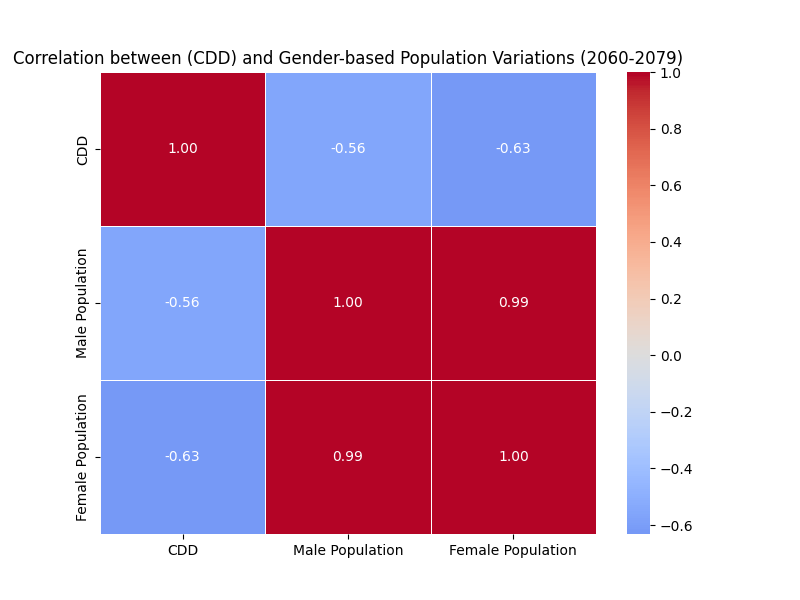 Correlation between (CDD) and Gender-based Population Variations (2060-2079)
CDD
1.00
-0.56
-0.63
Male Population
-0.56
1.00
0.99
Female Population
-0.63
0.99
1.00
CDD
Male Population
Female Population
1.0
0.8
0.6
0.4
0.2
0.0
−0.2
−0.4
−0.6